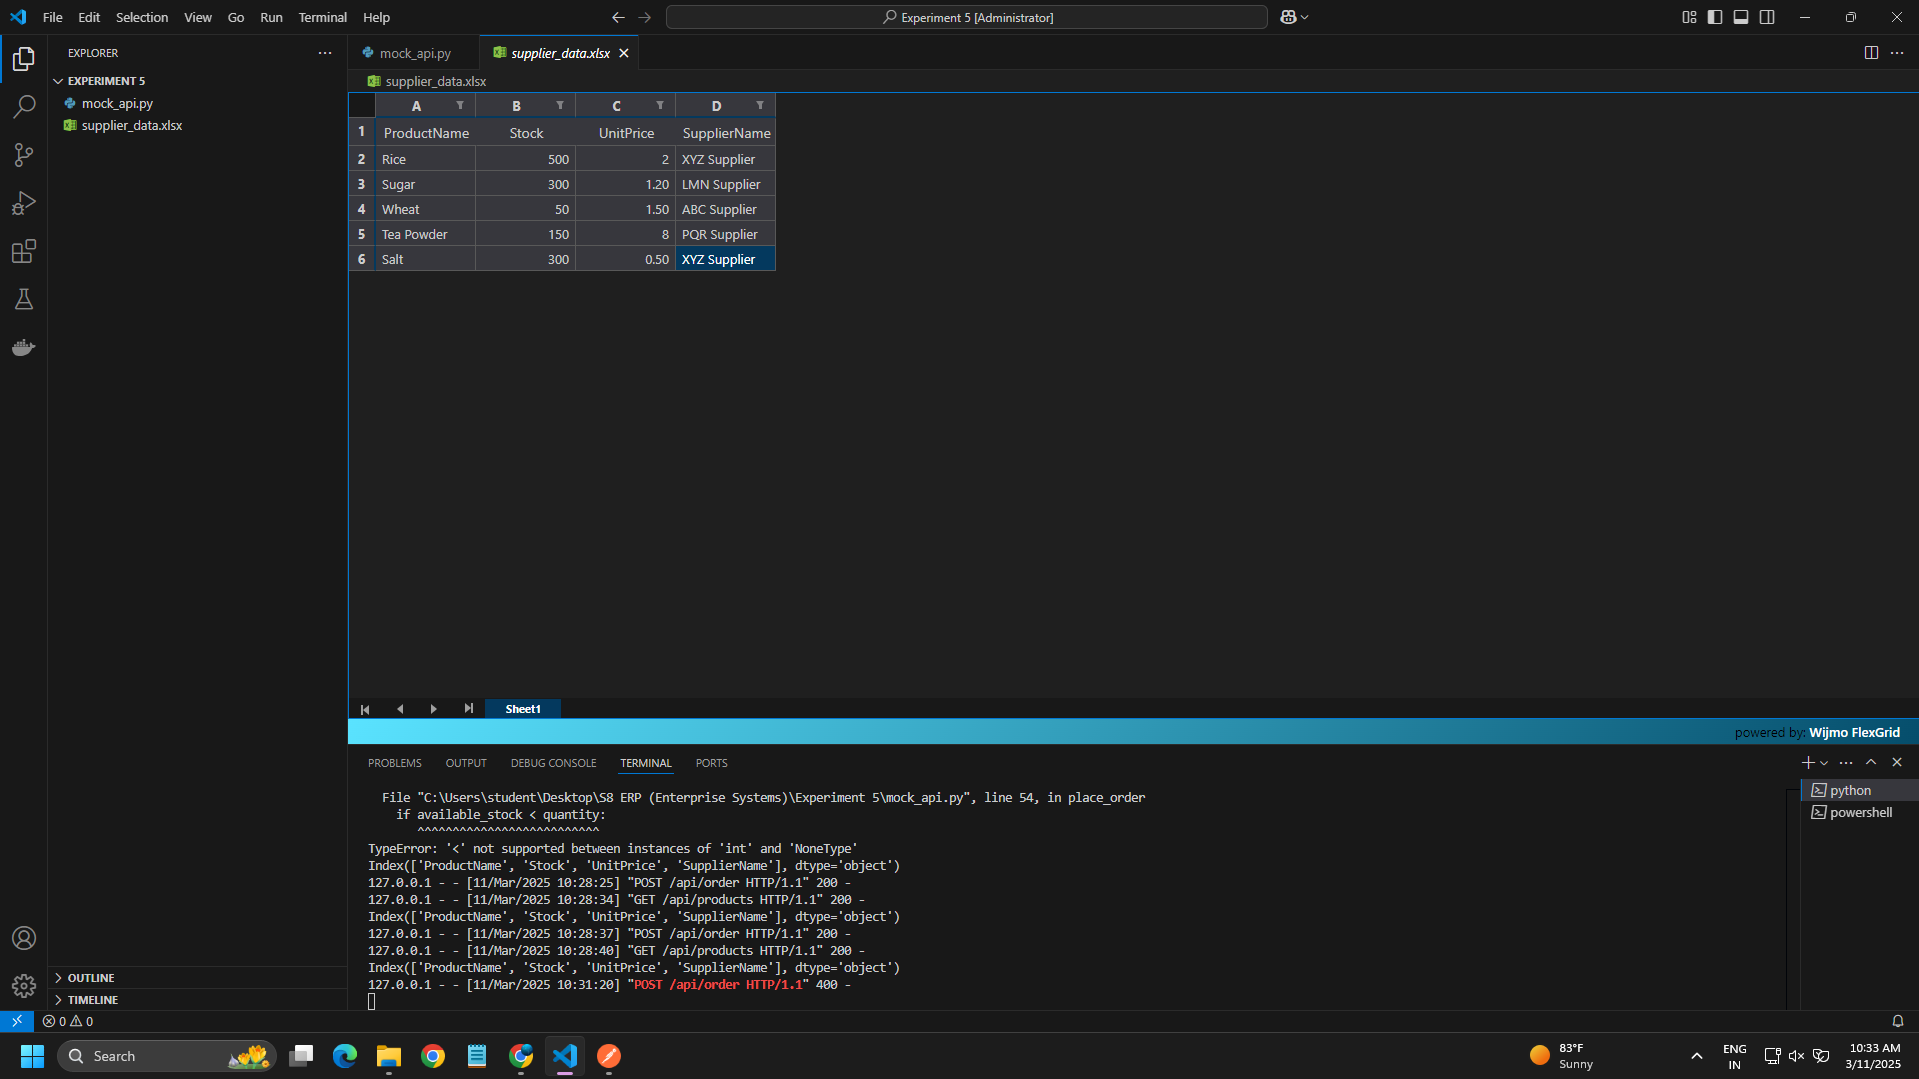 File Edit Selection View Go Run Terminal Help
Experiment 5 [Administrator]
EXPLORER
EXPERIMENT 5
mock_api.py
supplier_data.xlsx
OUTLINE
TIMELINE
mock_api.py
supplier_data.xlsx
supplier_data.xlsx
A B C D
1 ProductName Stock UnitPrice SupplierName
2 Rice 500 2 XYZ Supplier
3 Sugar 300 1.20 LMN Supplier
4 Wheat 50 1.50 ABC Supplier
5 Tea Powder 150 8 PQR Supplier
6 Salt 300 0.50 XYZ Supplier
Sheet1
powered by: Wijmo FlexGrid
PROBLEMS OUTPUT DEBUG CONSOLE TERMINAL PORTS
File "C:\Users\student\Desktop\S8 ERP (Enterprise Systems)\Experiment 5\mock_api.py", line 54, in place_order
if available_stock < quantity:
^^^^^^^^^^^^^^^^^^^^^^^^^^
TypeError: '<' not supported between instances of 'int' and 'NoneType'
Index(['ProductName', 'Stock', 'UnitPrice', 'SupplierName'], dtype='object')
127.0.0.1 - - [11/Mar/2025 10:28:25] "POST /api/order HTTP/1.1" 200 -
127.0.0.1 - - [11/Mar/2025 10:28:34] "GET /api/products HTTP/1.1" 200 -
Index(['ProductName', 'Stock', 'UnitPrice', 'SupplierName'], dtype='object')
127.0.0.1 - - [11/Mar/2025 10:28:37] "POST /api/order HTTP/1.1" 200 -
127.0.0.1 - - [11/Mar/2025 10:28:40] "GET /api/products HTTP/1.1" 200 -
Index(['ProductName', 'Stock', 'UnitPrice', 'SupplierName'], dtype='object')
127.0.0.1 - - [11/Mar/2025 10:31:20] "POST /api/order HTTP/1.1" 400 -
python
powershell
0 0
Search
83°F
Sunny
ENG
IN
10:33 AM
3/11/2025